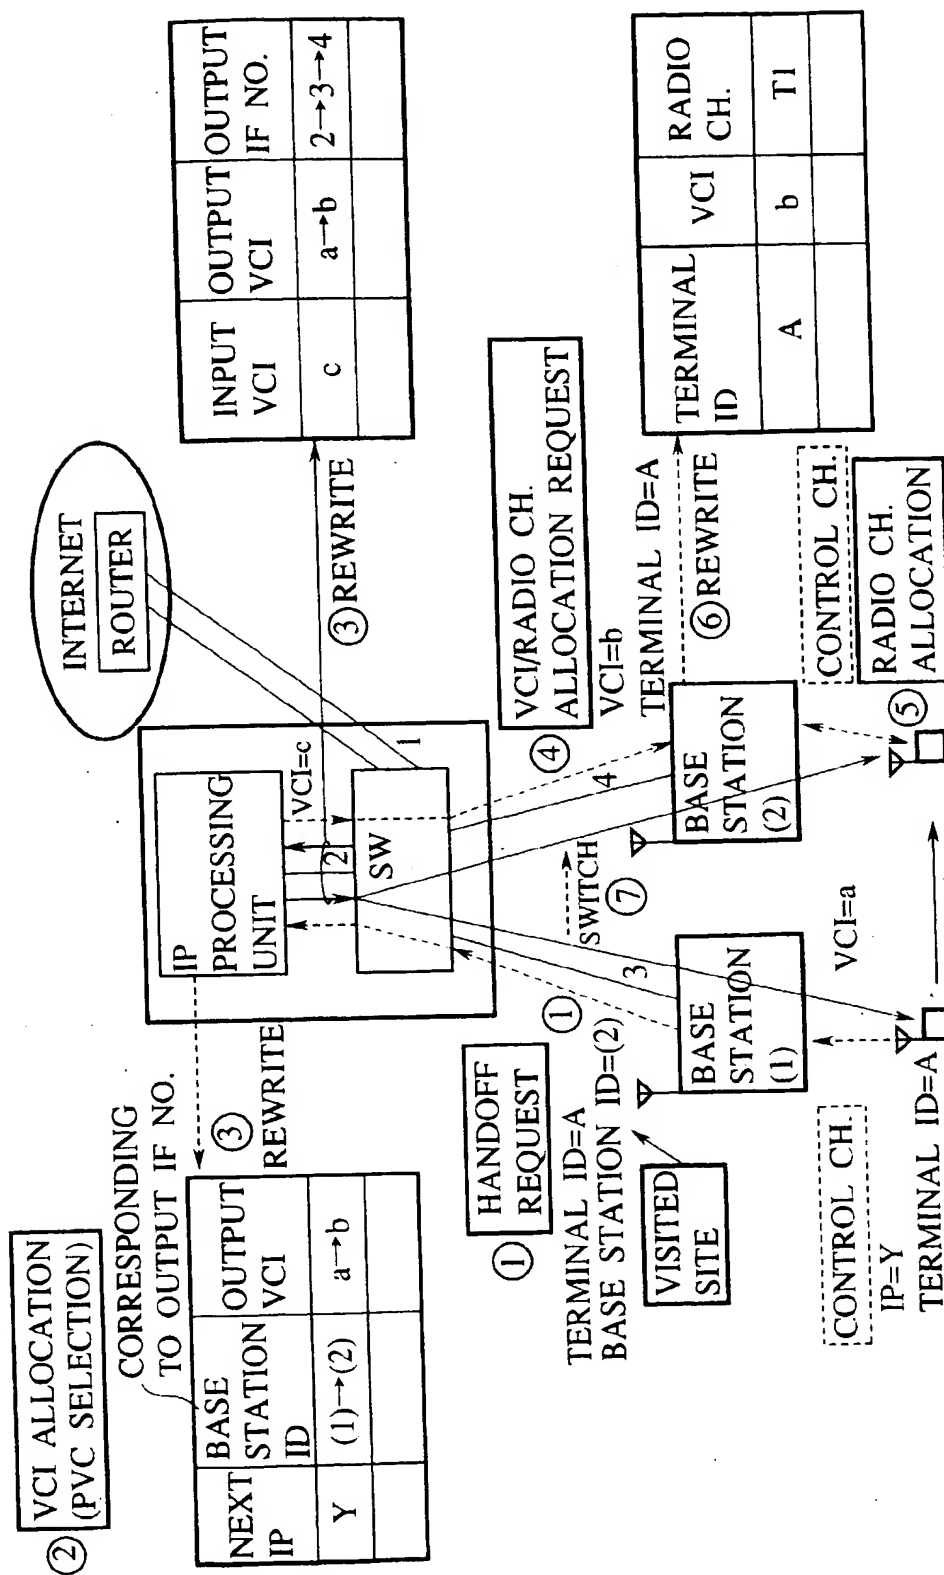 ② VCI ALLOCATION
(PVC SELECTION)
CORRESPONDING
TO OUTPUT IF NO.
NEXT IP | BASE STATION ID | OUTPUT VCI
Y | (1)→(2) | a→b
③
REWRITE
INTERNET
ROUTER
IP
PROCESSING
UNIT
VCI=c
2
SW
1
③REWRITE
INPUT VCI | OUTPUT VCI | OUTPUT IF NO.
c | a→b | 2→3→4
① HANDOFF
REQUEST
TERMINAL ID=A
BASE STATION ID=(2)
VISITED
SITE
①
3
SWITCH
⑦
4
④ VCI/RADIO CH.
ALLOCATION REQUEST
VCI=b
TERMINAL ID=A
BASE
STATION
(1)
BASE
STATION
(2)
⑥REWRITE
TERMINAL ID | VCI | RADIO CH.
A | b | T1
CONTROL CH.
IP=Y
TERMINAL ID=A
VCI=a
CONTROL CH.
⑤ RADIO CH.
ALLOCATION